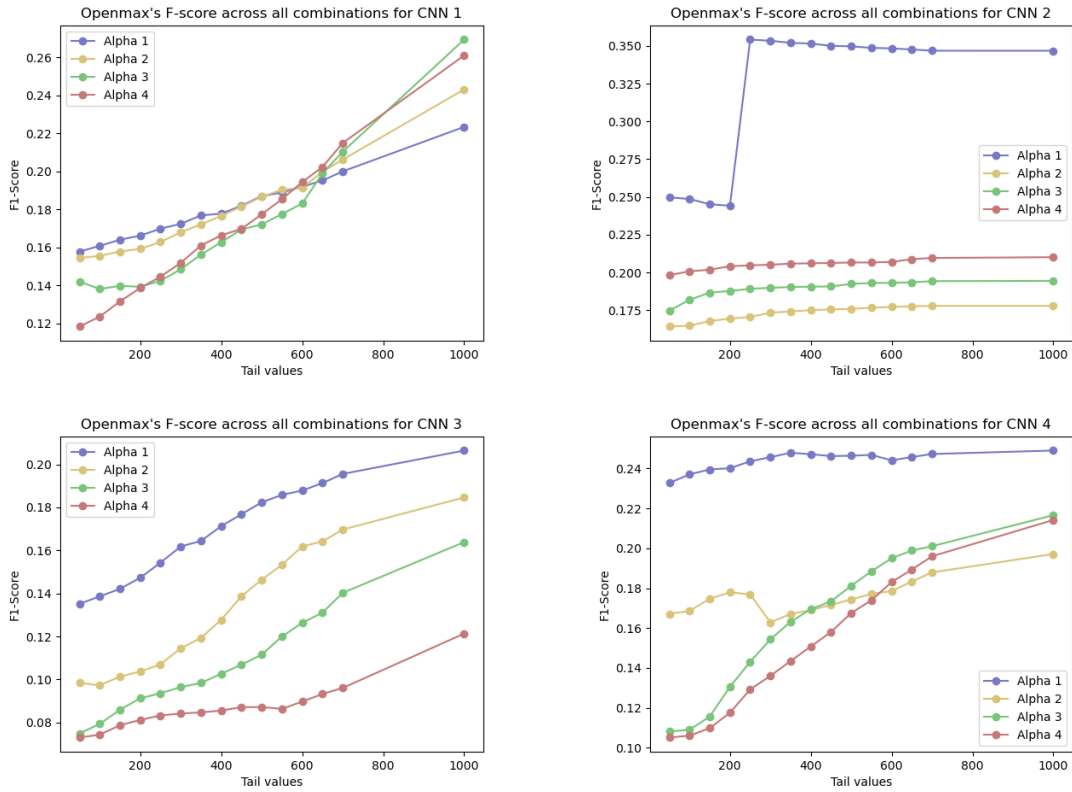 Openmax's F-score across all combinations for CNN 1
F1-Score
0.26
0.24
0.22
0.20
0.18
0.16
0.14
0.12
Alpha 1
Alpha 2
Alpha 3
Alpha 4
200
400
600
800
1000
Tail values
Openmax's F-score across all combinations for CNN 2
F1-Score
0.350
0.325
0.300
0.275
0.250
0.225
0.200
0.175
Alpha 1
Alpha 2
Alpha 3
Alpha 4
200
400
600
800
1000
Tail values
Openmax's F-score across all combinations for CNN 3
F1-Score
0.20
0.18
0.16
0.14
0.12
0.10
0.08
Alpha 1
Alpha 2
Alpha 3
Alpha 4
200
400
600
800
1000
Tail values
Openmax's F-score across all combinations for CNN 4
F1-Score
0.24
0.22
0.20
0.18
0.16
0.14
0.12
0.10
Alpha 1
Alpha 2
Alpha 3
Alpha 4
200
400
600
800
1000
Tail values